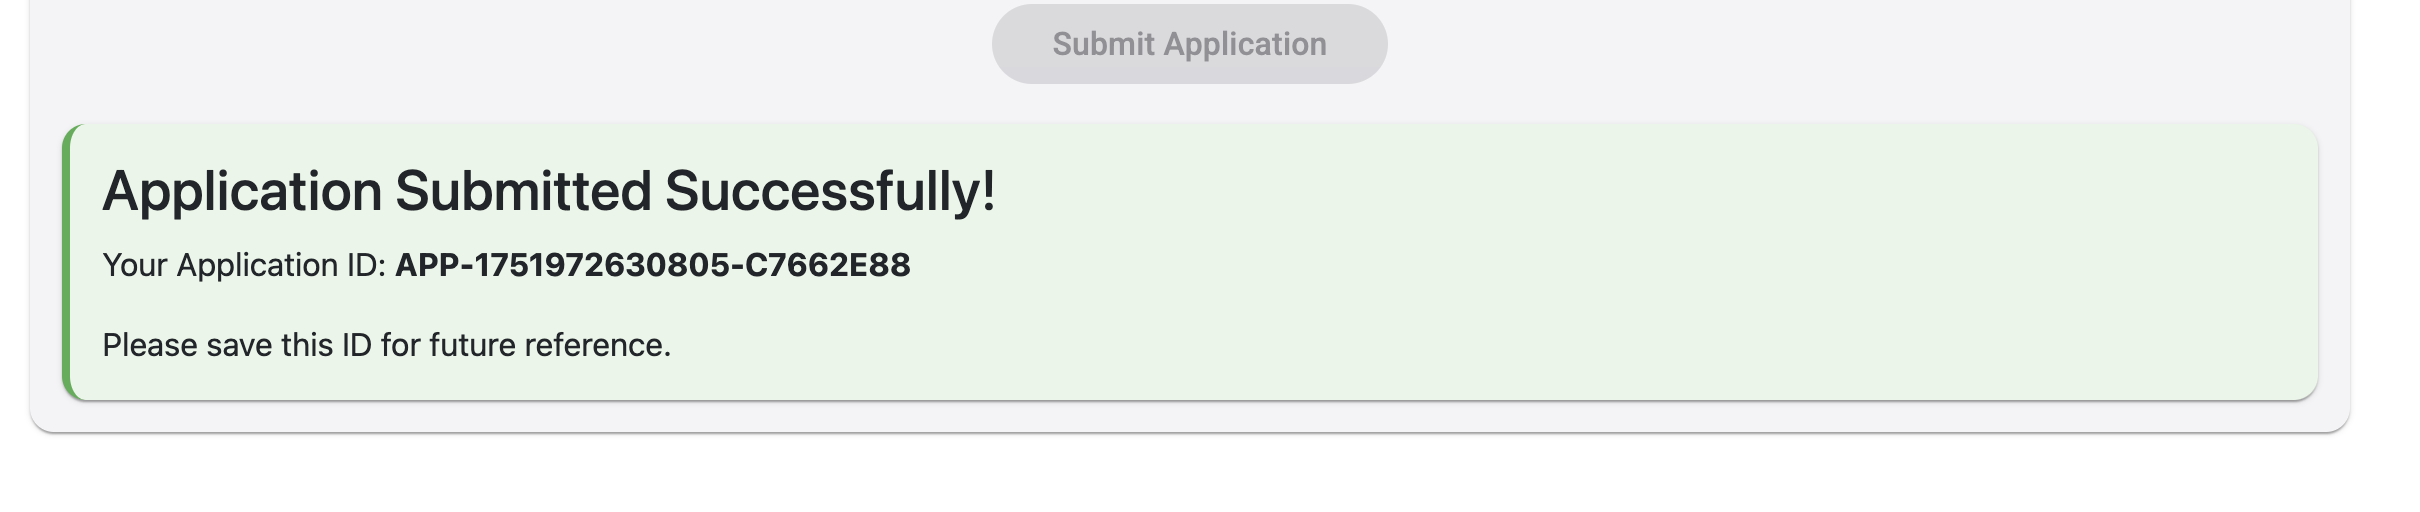 Submit Application
Application Submitted Successfully!
Your Application ID: APP-1751972630805-C7662E88
Please save this ID for future reference.